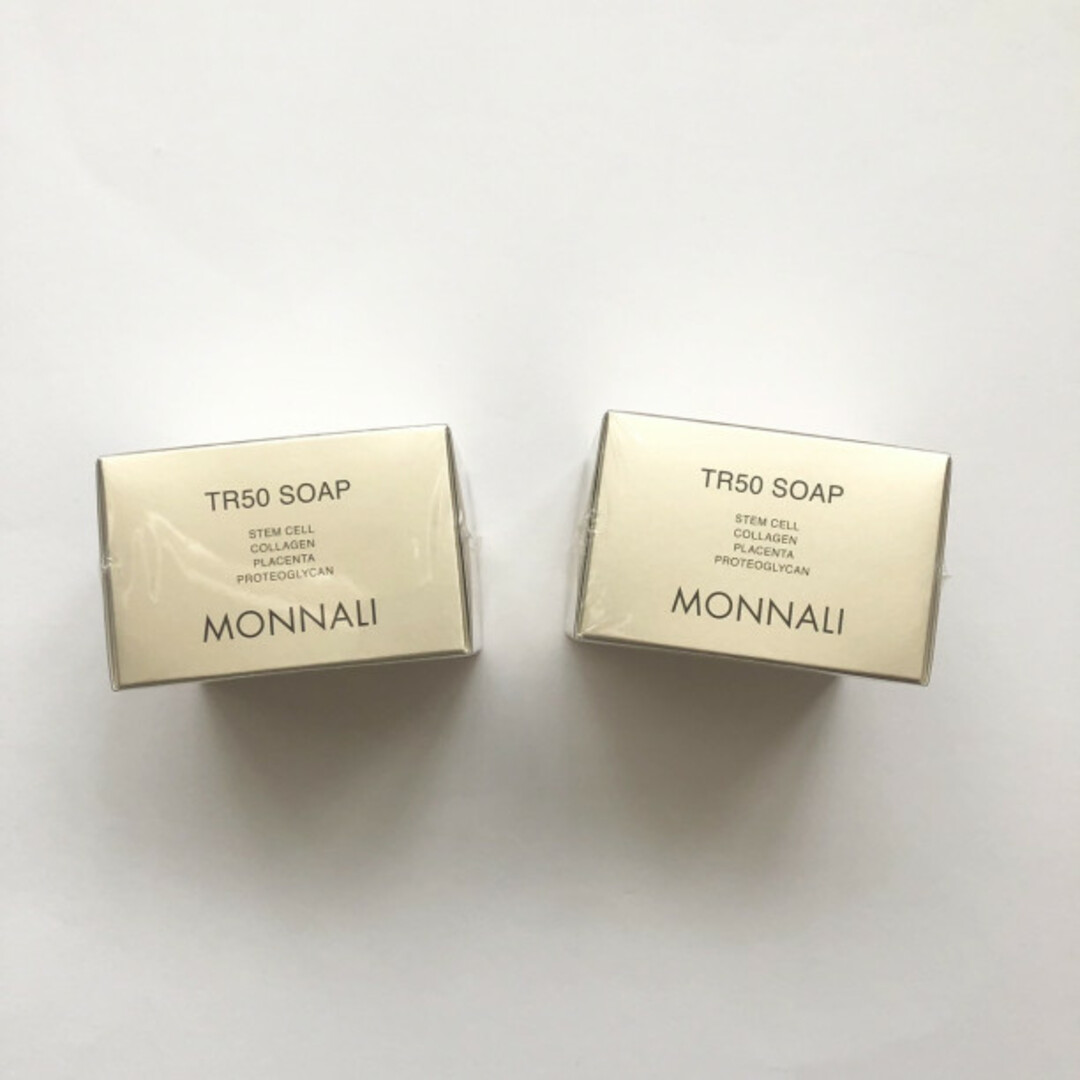 TR50 SOAP
STEM CELL
COLLAGEN
PLACENTA
PROTEOGLYCAN
MONNALI
TR50 SOAP
STEM CELL
COLLAGEN
PLACENTA
PROTEOGLYCAN
MONNALI